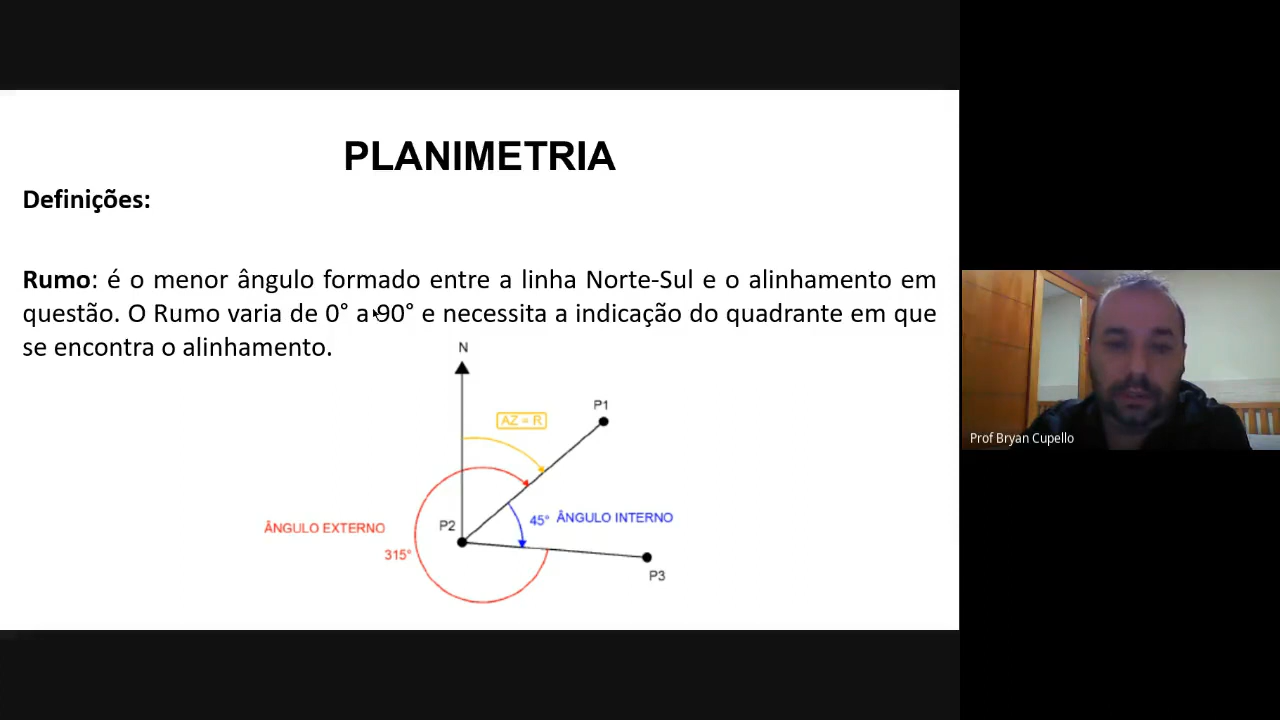 PLANIMETRIA
Definições:
Rumo: é o menor ângulo formado entre a linha Norte-Sul e o alinhamento em
questão. O Rumo varia de 0° a 90° e necessita a indicação do quadrante em que
se encontra o alinhamento.
N
P1
AZ = R
P2
45° ÂNGULO INTERNO
ÂNGULO EXTERNO
315°
P3
Prof Bryan Cupello